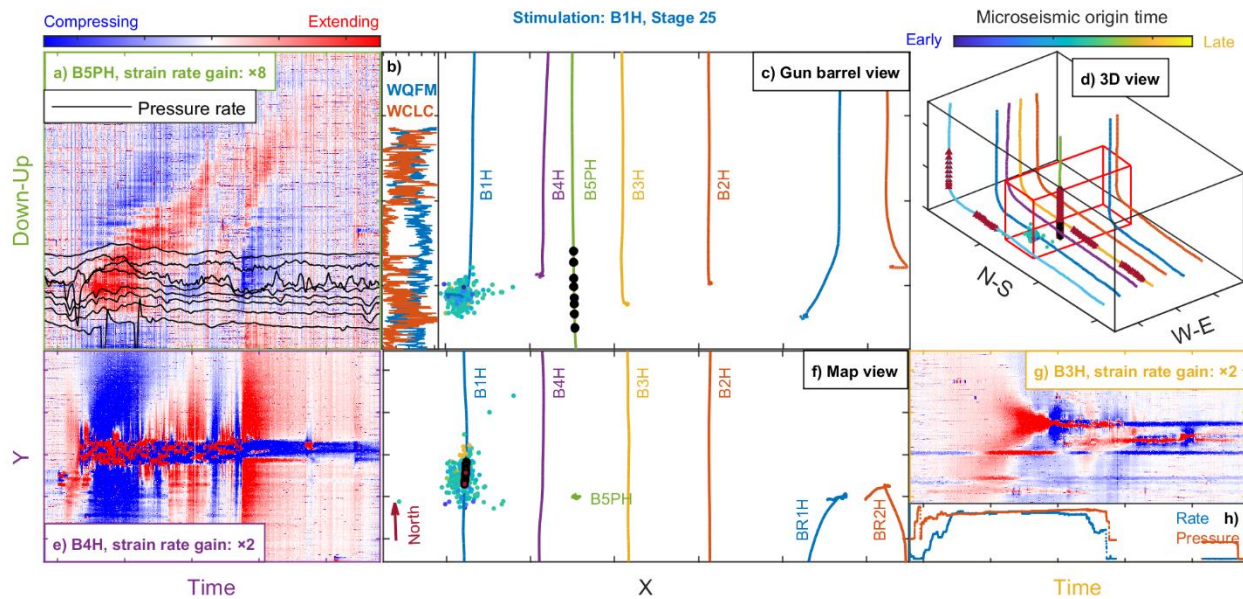 Stimulation: B1H, Stage 25
Compressing
Extending
Microseismic origin time
Early
Late
a) B5PH, strain rate gain: ×8
Pressure rate
Down-Up
b)
WQFM
WCLC
B1H
B4H
B5PH
B3H
B2H
c) Gun barrel view
d) 3D view
N-S
W-E
Y
e) B4H, strain rate gain: ×2
Time
B1H
B4H
B3H
B2H
f) Map view
B5PH
BR1H
BR2H
North
X
g) B3H, strain rate gain: ×2
Rate
h)
Pressure
Time